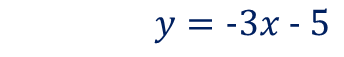 y = -3x - 5